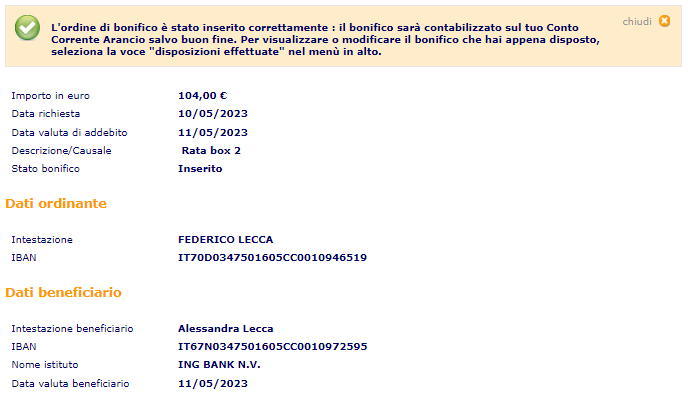 L'ordine di bonifico è stato inserito correttamente : il bonifico sarà contabilizzato sul tuo Conto
Corrente Arancio salvo buon fine. Per visualizzare o modificare il bonifico che hai appena disposto,
seleziona la voce "disposizioni effettuate" nel menù in alto.
chiudi
Importo in euro 104,00 €
Data richiesta 10/05/2023
Data valuta di addebito 11/05/2023
Descrizione/Causale Rata box 2
Stato bonifico Inserito
Dati ordinante
Intestazione FEDERICO LECCA
IBAN IT70D0347501605CC0010946519
Dati beneficiario
Intestazione beneficiario Alessandra Lecca
IBAN IT67N0347501605CC0010972595
Nome istituto ING BANK N.V.
Data valuta beneficiario 11/05/2023